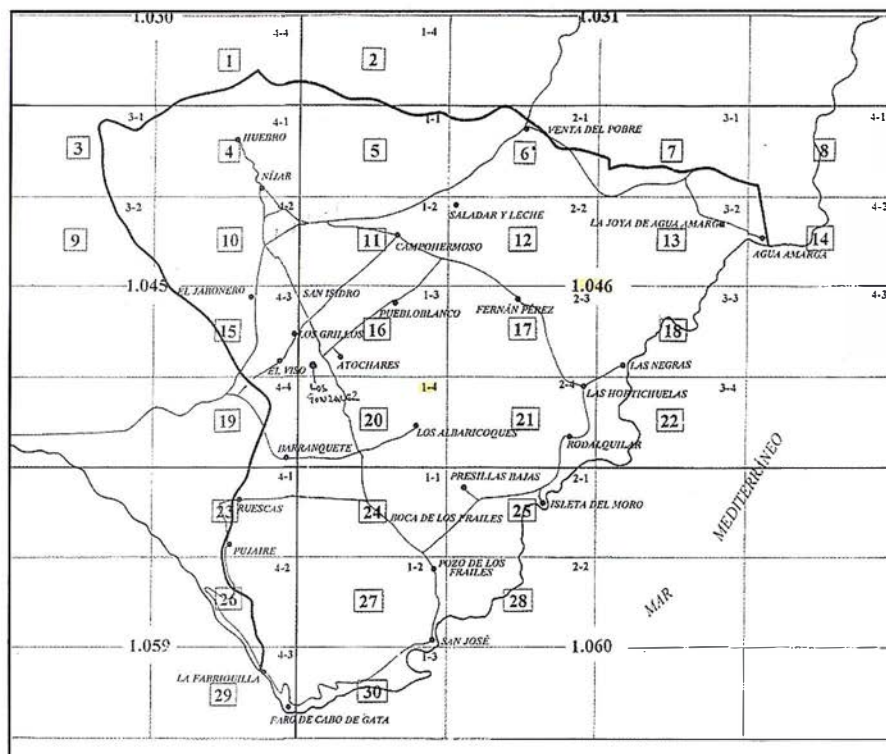 1.030
1.031
4-4
1-4
1
2
3-1
4-1
1-1
2-1
3-1
4-1
VENTA DEL POBRE
HUEBRO
3
4
5
6
7
8
NÍJAR
3-2
4-2
1-2
SALADAR Y LECHE
2-2
3-2
4-2
LA JOYA DE AGUA AMARGA
9
10
11
12
13
14
CAMPOHERMOSO
AGUA AMARGA
1.045
1.046
EL JABONERO
4-3
SAN ISIDRO
1-3
2-3
3-3
PUEBLOBLANCO
FERNÁN PÉREZ
15
16
17
18
LOS GRILLOS
ATOCHARES
EL VISO
LAS NEGRAS
LOS
4-4
1-4
2-4
3-4
LAS HORTICHUELAS
19
20
21
22
LOS ALBARICOQUES
RODALQUILAR
BARRANQUETE
4-1
1-1
2-1
PRESILLAS BAJAS
RUESCAS
ISLETA DEL MORO
23
24
25
BOCA DE LOS FRAILES
MEDITERRÁNEO
PUJAIRE
4-2
1-2
2-2
POZO DE LOS
FRAILES
26
27
28
MAR
1.059
4-3
SAN JOSÉ
1-3
1.060
LA FABRIQUILLA
29
30
FARO DE CABO DE GATA